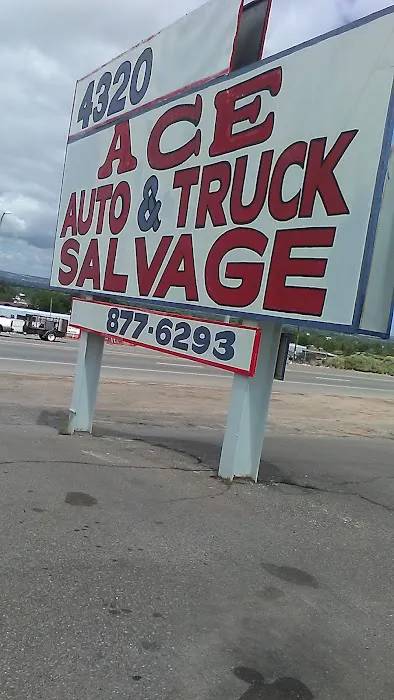 4320
ACE
AUTO & TRUCK
SALVAGE
877-6293